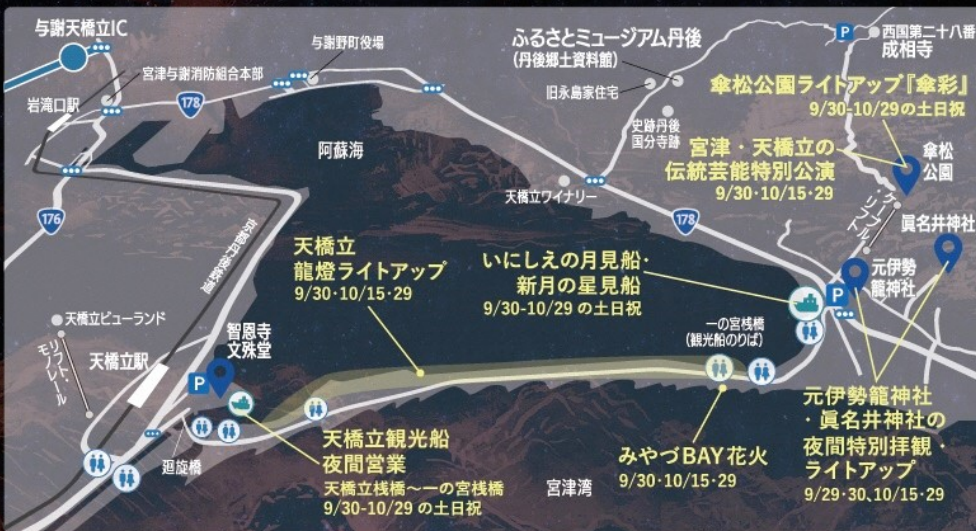 与謝天橋立IC
宮津与謝消防組合本部
岩滝口駅
178
与謝野町役場
ふるさとミュージアム丹後
(丹後郷土資料館)
旧永島家住宅
史跡丹後
国分寺跡
P
西国第二十八番
成相寺
傘松公園ライトアップ『傘彩』
9/30-10/29の土日祝
宮津・天橋立の
伝統芸能特別公演
9/30・10/15・29
傘松
公園
ケーブル・
リフト
眞名井神社
阿蘇海
天橋立ワイナリー
178
176
京都丹後鉄道
天橋立
龍燈ライトアップ
9/30・10/15・29
いにしえの月見船・
新月の星見船
9/30-10/29 の土日祝
元伊勢
籠神社
P
一の宮桟橋
(観光船のりば)
天橋立ビューランド
リフト・
モノレール
天橋立駅
智恩寺
文殊堂
P
廻旋橋
天橋立観光船
夜間営業
天橋立桟橋〜一の宮桟橋
9/30-10/29 の土日祝
宮津湾
みやづBAY花火
9/30・10/15・29
元伊勢籠神社
・眞名井神社の
夜間特別拝観・
ライトアップ
9/29・30、10/15・29